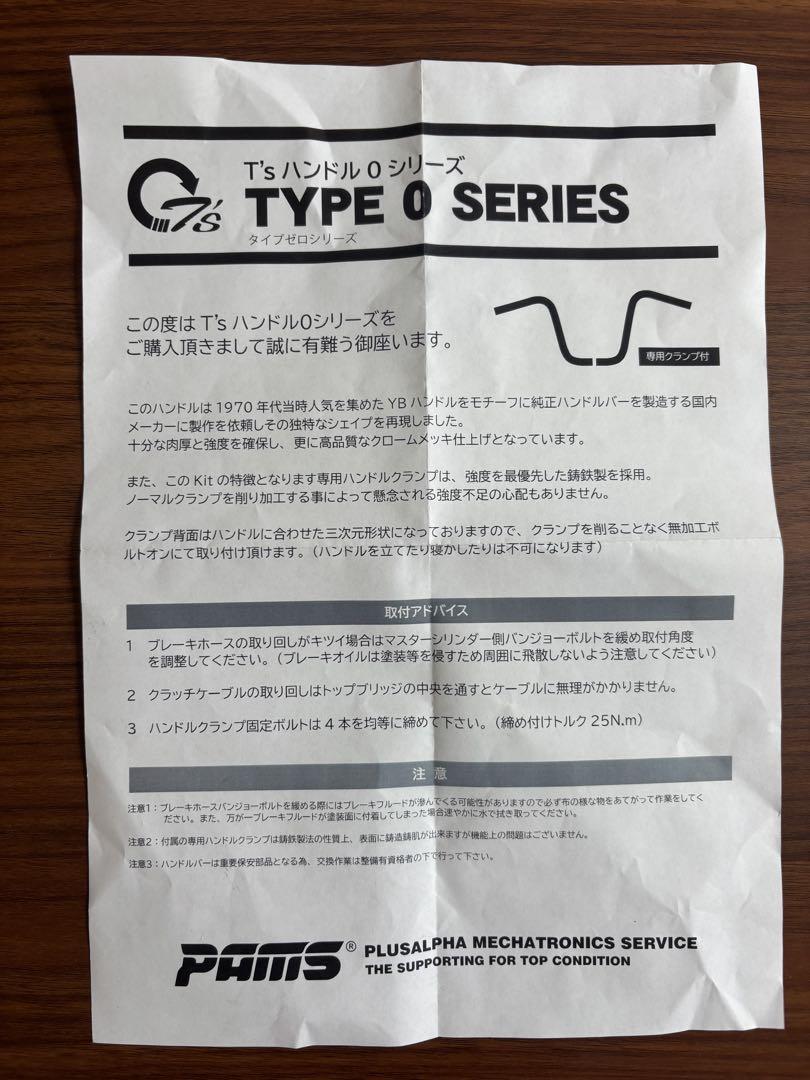 T's ハンドル 0 シリーズ
T's TYPE 0 SERIES
タイプゼロシリーズ
この度は T's ハンドル0シリーズを
ご購入頂きまして誠に有難う御座います。
専用クランプ付
このハンドルは 1970 年代当時人気を集めた YB ハンドルをモチーフに純正ハンドルバーを製造する国内
メーカーに製作を依頼しその独特なシェイプを再現しました。
十分な肉厚と強度を確保し、更に高品質なクロームメッキ仕上げとなっています。
また、この Kit の特徴となります専用ハンドルクランプは、強度を最優先した鋳鉄製を採用。
ノーマルクランプを削り加工する事によって懸念される強度不足の心配もありません。
クランプ背面はハンドルに合わせた三次元形状になっておりますので、クランプを削ることなく無加工ボ
ルトオンにて取り付け頂けます。（ハンドルを立てたり寝かしたりは不可になります）
取付アドバイス
1 ブレーキホースの取り回しがキツイ場合はマスターシリンダー側バンジョーボルトを緩め取付角度
を調整してください。（ブレーキオイルは塗装等を侵すため周囲に飛散しないよう注意してください）
2 クラッチケーブルの取り回しはトップブリッジの中央を通すとケーブルに無理がかかりません。
3 ハンドルクランプ固定ボルトは 4 本を均等に締めて下さい。（締め付けトルク 25N.m）
注 意
注意1：ブレーキホースバンジョーボルトを緩める際にはブレーキフルードが滲んでくる可能性がありますので必ず布の様な物をあてがって作業をしてく
ださい。また、万が一ブレーキフルードが塗装面に付着してしまった場合速やかに水で拭き取ってください。
注意2：付属の専用ハンドルクランプは鋳鉄製法の性質上、表面に鋳造鋳肌が出来ますが機能上の問題はございません。
注意3：ハンドルバーは重要保安部品となる為、交換作業は整備有資格者の下で行って下さい。
PAMS® PLUSALPHA MECHATRONICS SERVICE
THE SUPPORTING FOR TOP CONDITION